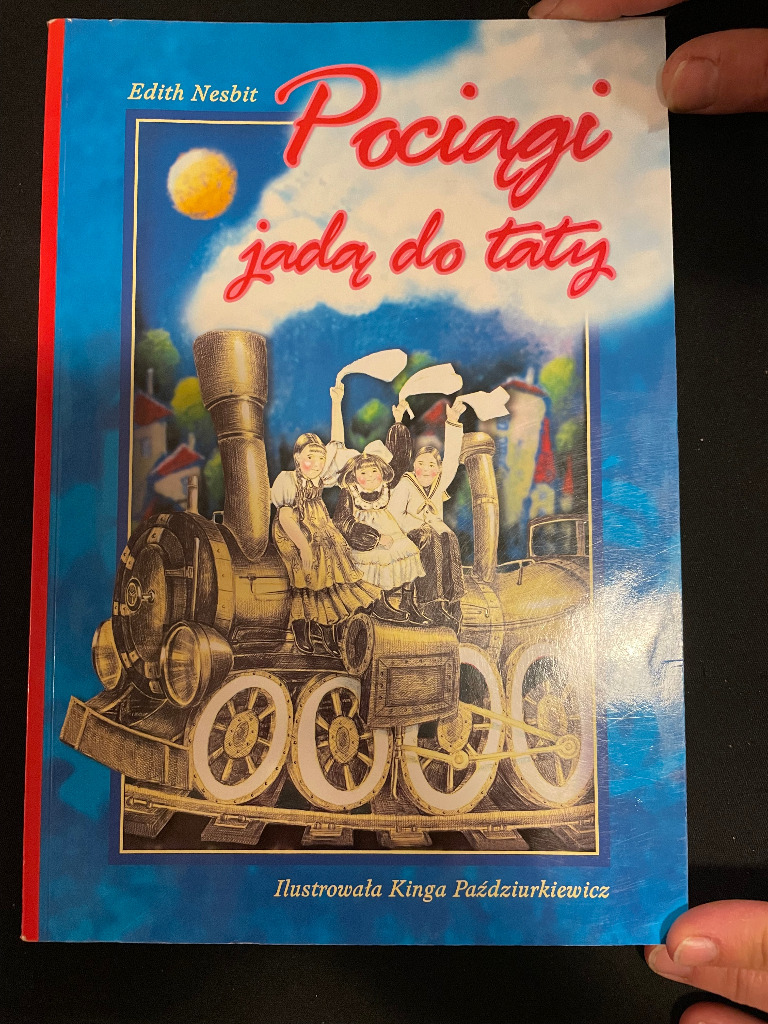 Edith Nesbit
Pociągi
jadą do taty
Ilustrowała Kinga Paździurkiewicz